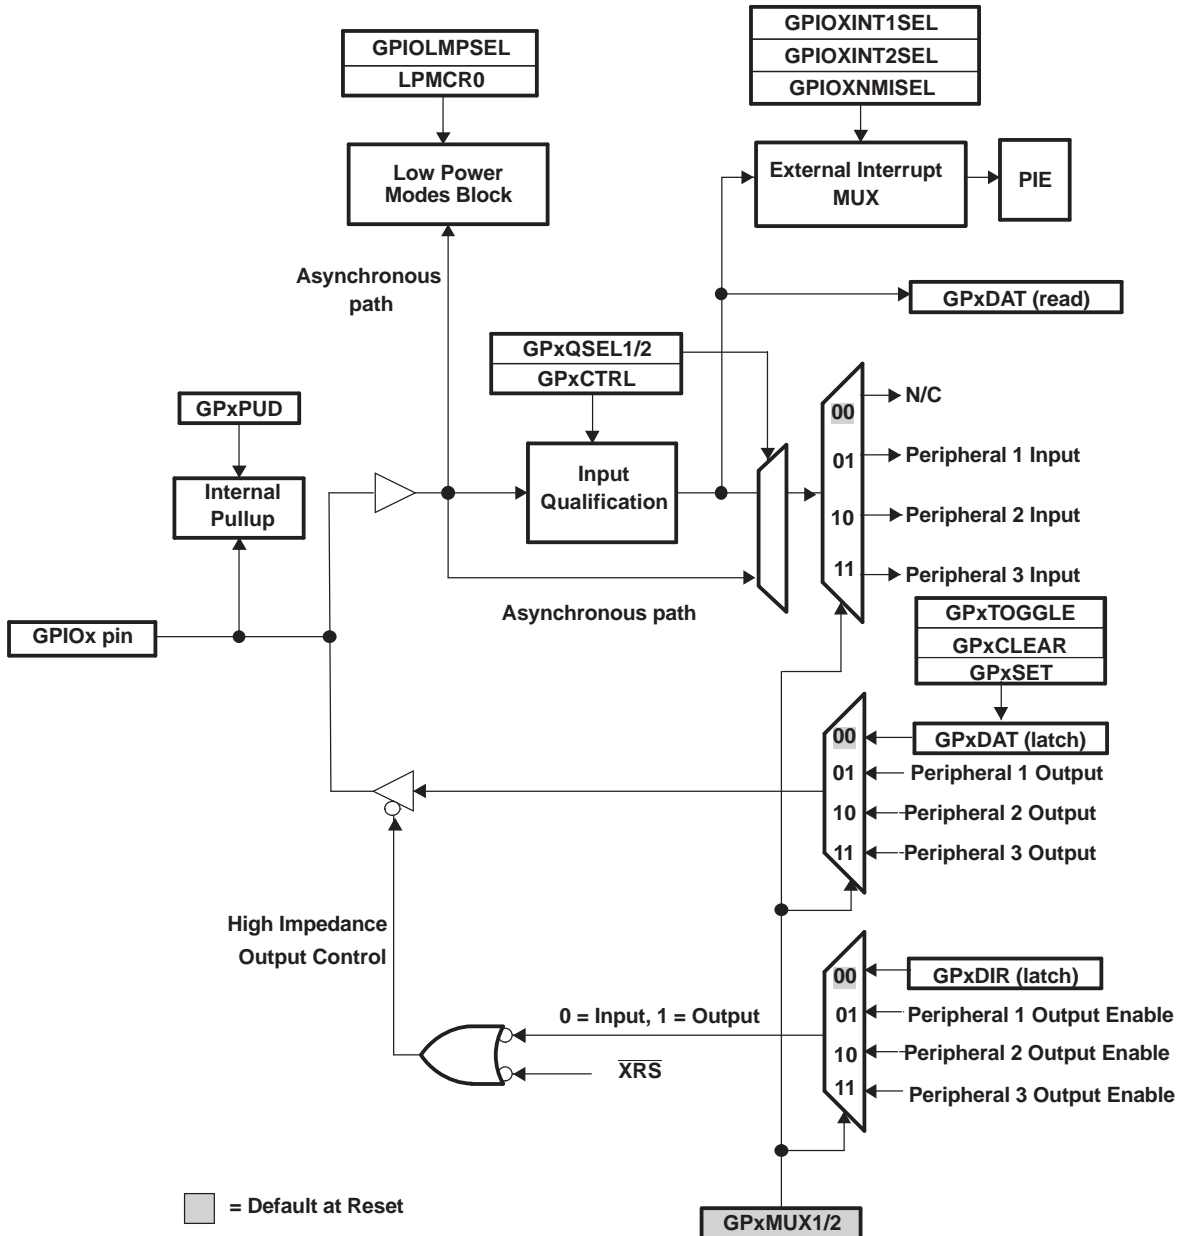 GPIOLMPSEL
LPMCR0
GPIOXINT1SEL
GPIOXINT2SEL
GPIOXNMISEL
Low Power
Modes Block
External Interrupt
MUX
PIE
Asynchronous
path
GPxDAT (read)
GPxQSEL1/2
GPxCTRL
GPxPUD
Internal
Pullup
Input
Qualification
00
01
10
11
N/C
Peripheral 1 Input
Peripheral 2 Input
Peripheral 3 Input
Asynchronous path
GPIOx pin
GPxTOGGLE
GPxCLEAR
GPxSET
00
01
10
11
GPxDAT (latch)
Peripheral 1 Output
Peripheral 2 Output
Peripheral 3 Output
High Impedance
Output Control
00
01
10
11
GPxDIR (latch)
Peripheral 1 Output Enable
Peripheral 2 Output Enable
Peripheral 3 Output Enable
0 = Input, 1 = Output
XRS
= Default at Reset
GPxMUX1/2